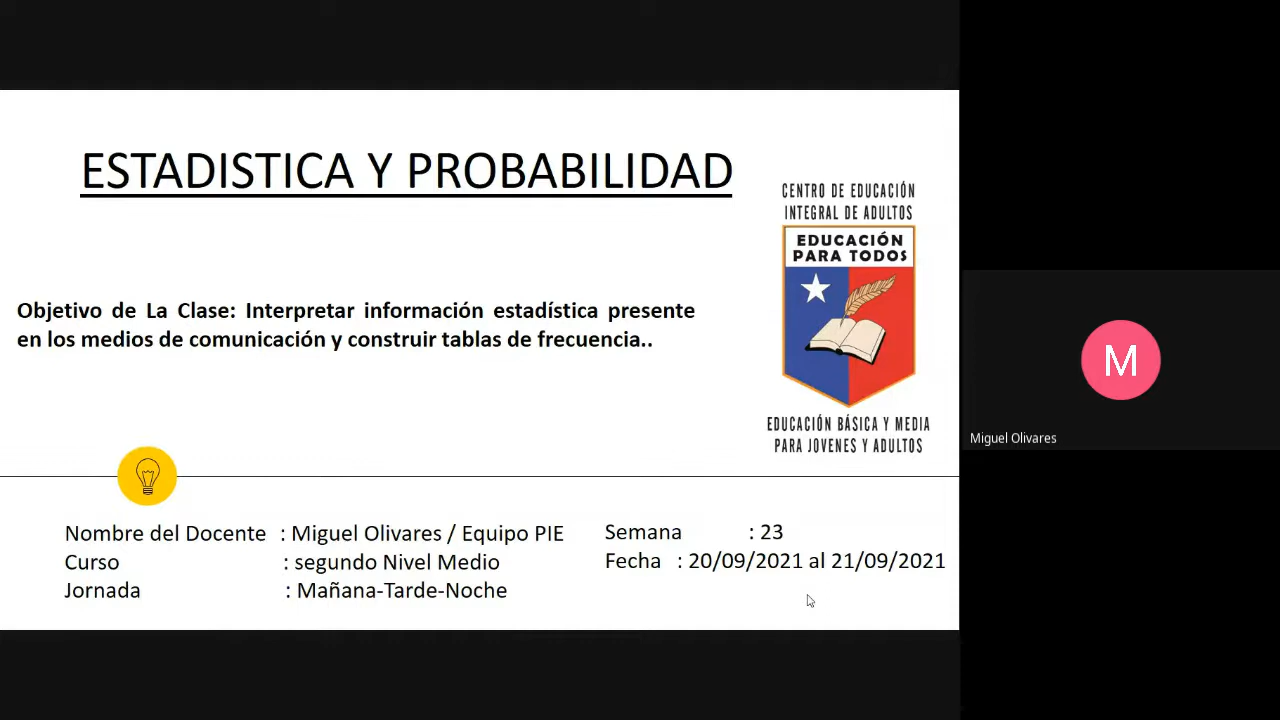 ESTADISTICA Y PROBABILIDAD
CENTRO DE EDUCACIÓN
INTEGRAL DE ADULTOS
EDUCACIÓN
PARA TODOS
Objetivo de La Clase: Interpretar información estadística presente
en los medios de comunicación y construir tablas de frecuencia..
EDUCACIÓN BÁSICA Y MEDIA
PARA JOVENES Y ADULTOS
Nombre del Docente : Miguel Olivares / Equipo PIE
Curso : segundo Nivel Medio
Jornada : Mañana-Tarde-Noche
Semana : 23
Fecha : 20/09/2021 al 21/09/2021
M
Miguel Olivares